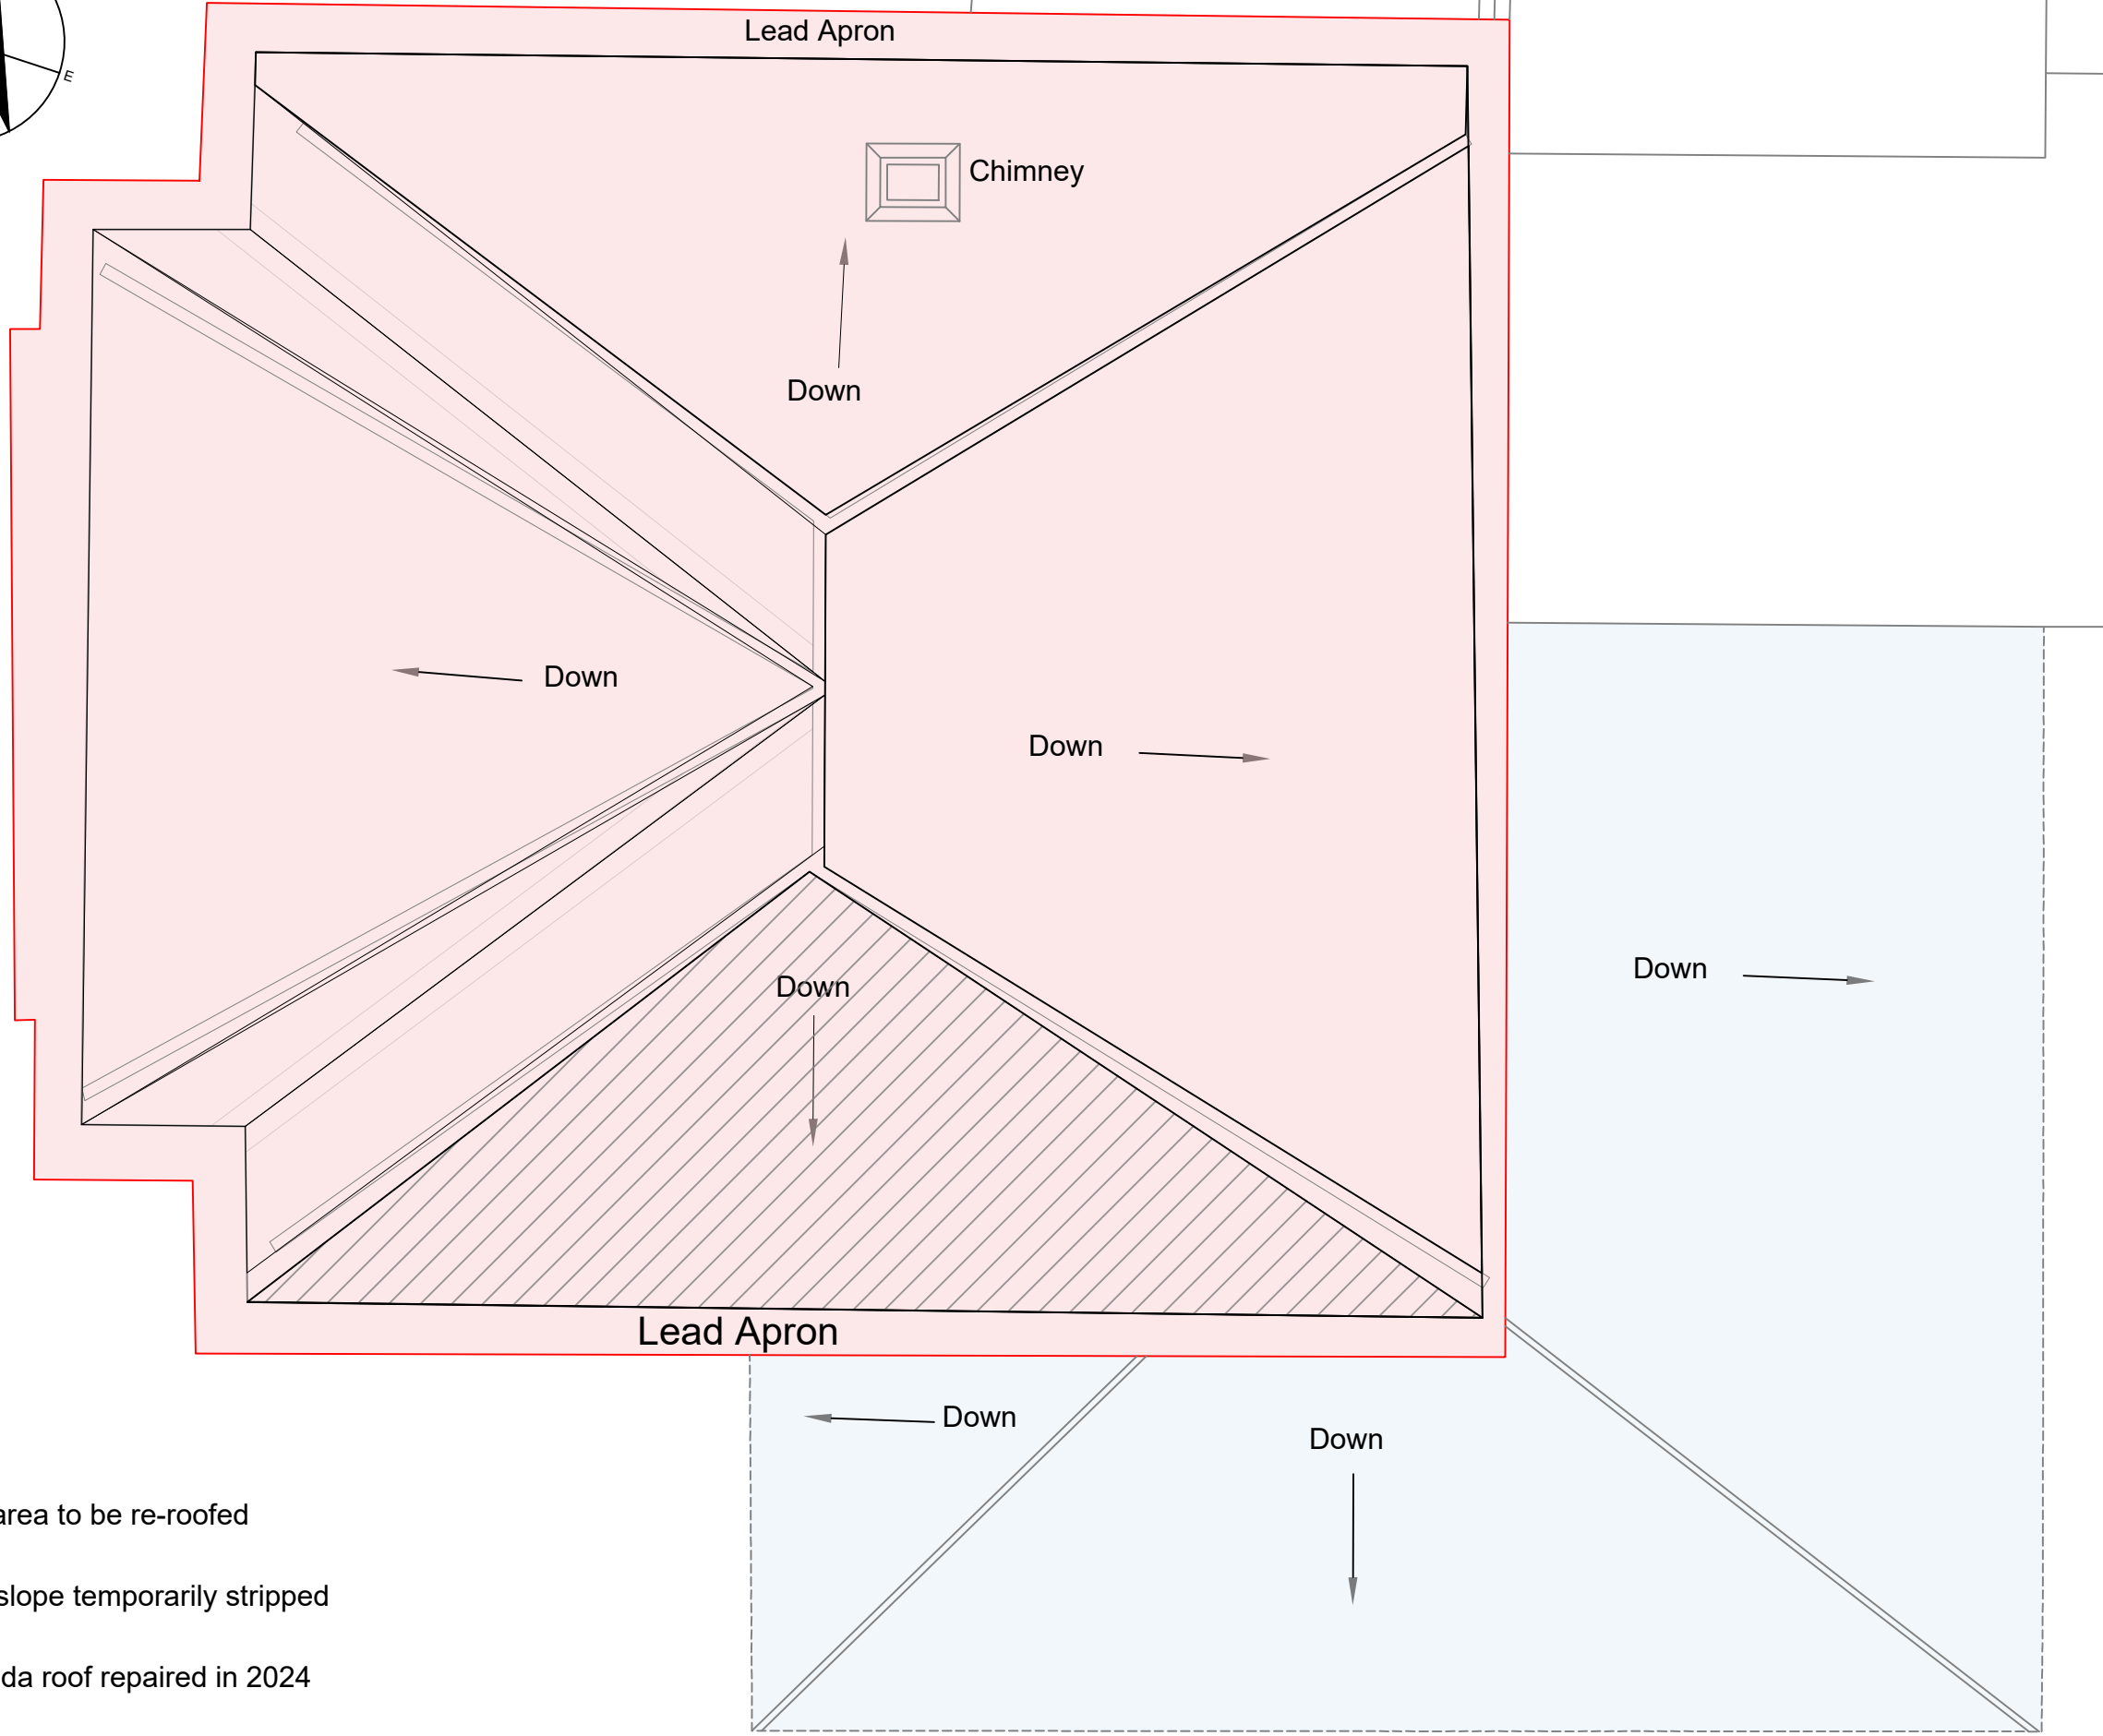 Lead Apron
E
Chimney
Down
Down
Down
Down
Down
Lead Apron
Down
Down
area to be re-roofed
slope temporarily stripped
da roof repaired in 2024